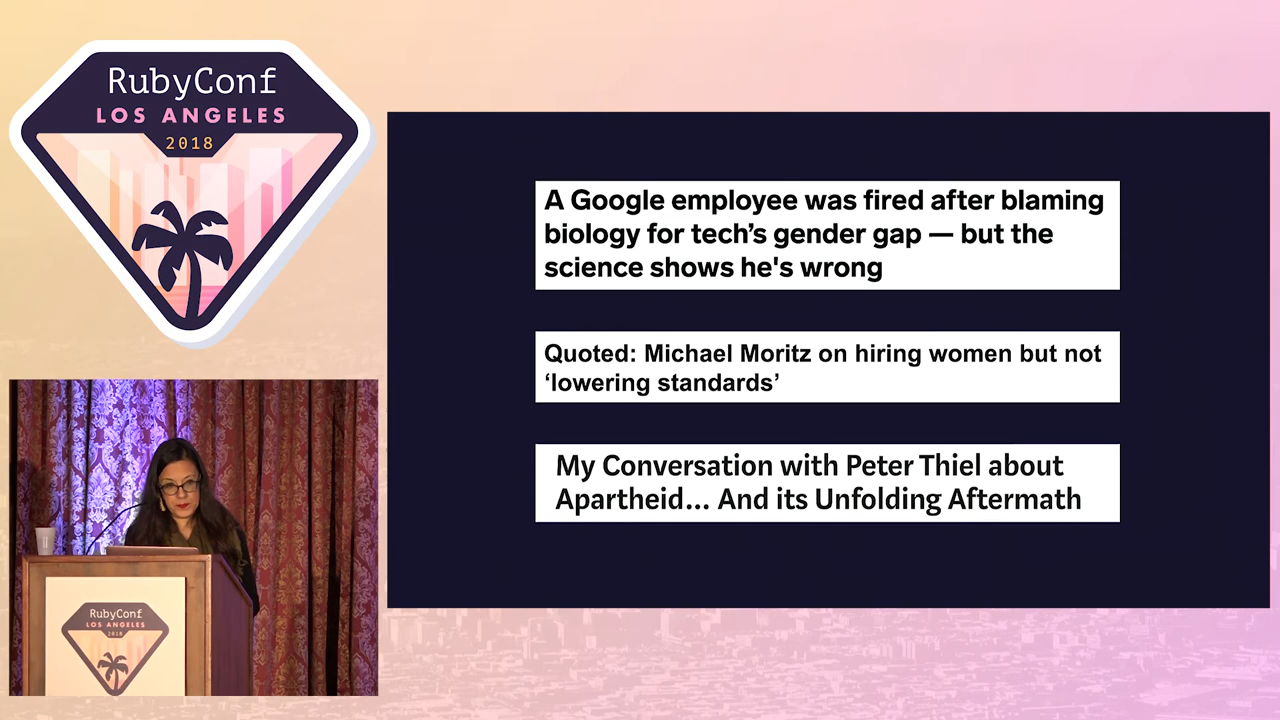 RubyConf
LOS ANGELES
2018
A Google employee was fired after blaming
biology for tech’s gender gap — but the
science shows he's wrong
Quoted: Michael Moritz on hiring women but not
‘lowering standards’
My Conversation with Peter Thiel about
Apartheid... And its Unfolding Aftermath
RubyConf
LOS ANGELES
2018